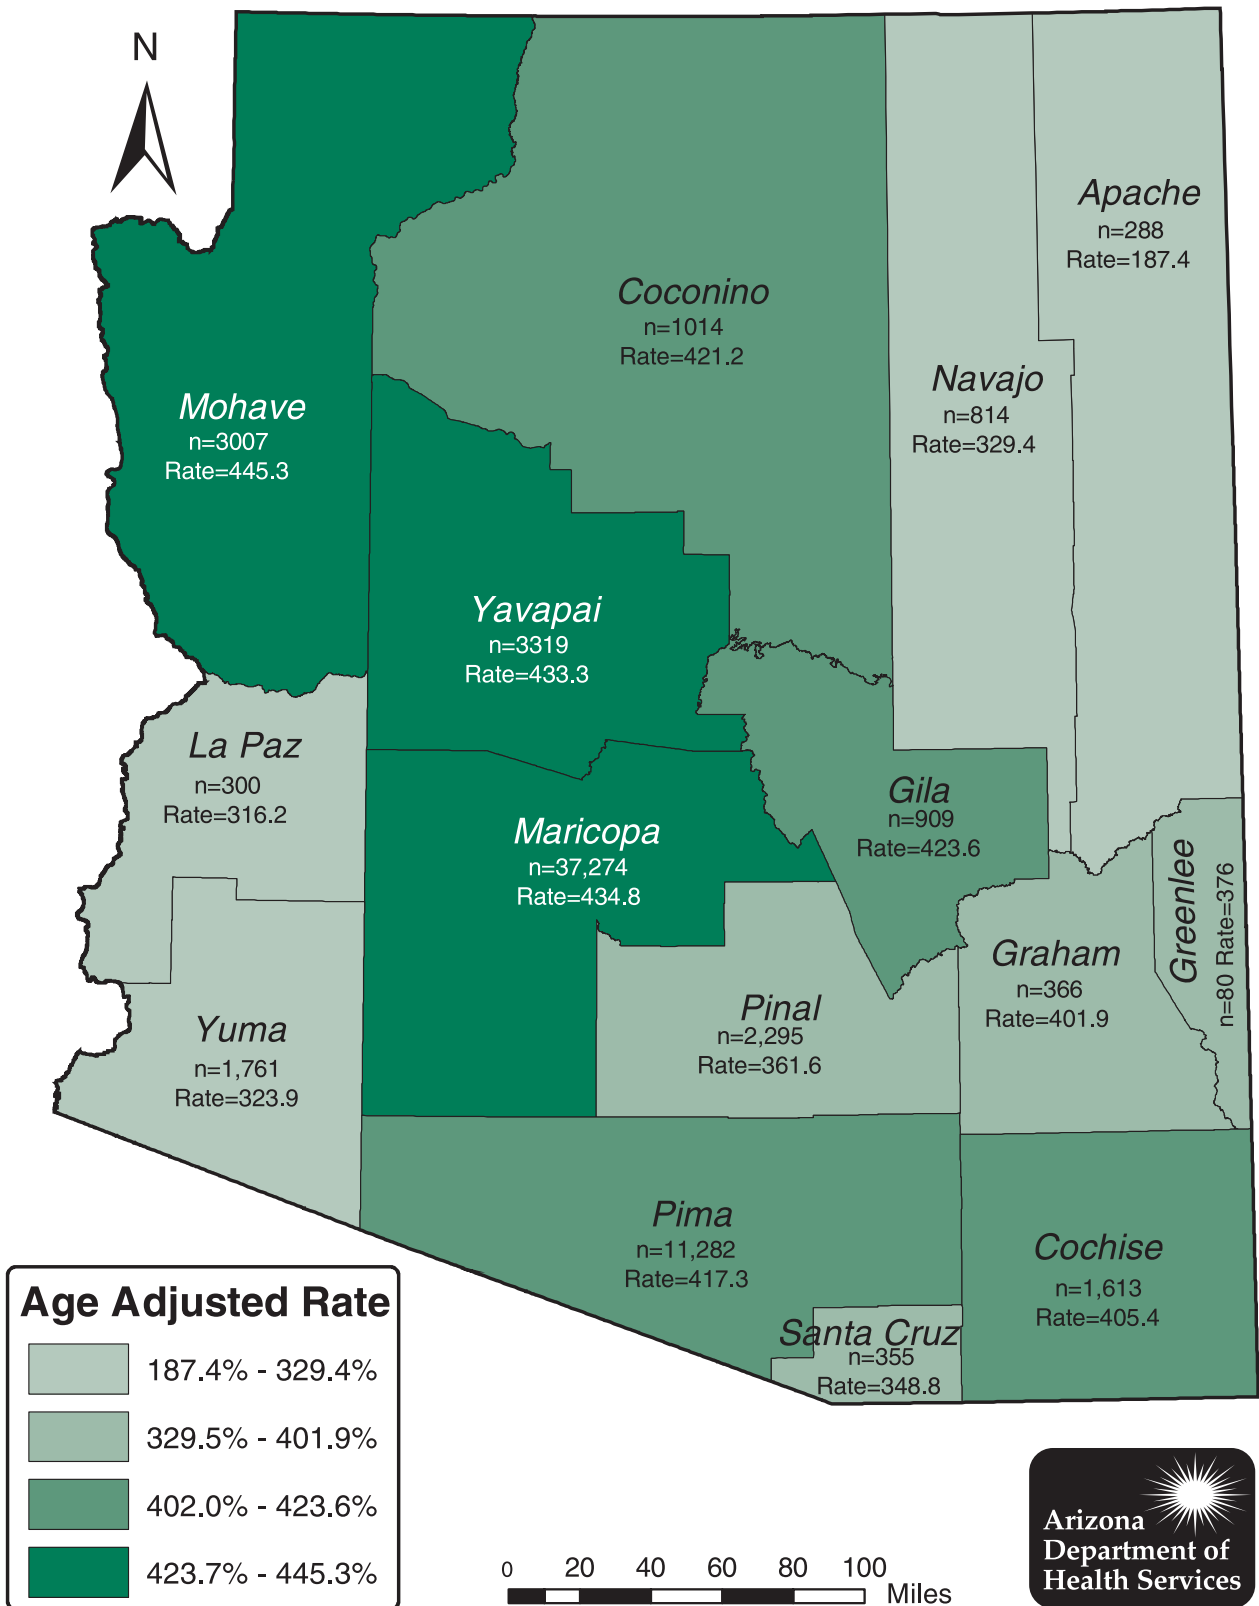 N
Apache
n=288
Rate=187.4
Coconino
n=1014
Rate=421.2
Navajo
n=814
Rate=329.4
Mohave
n=3007
Rate=445.3
Yavapai
n=3319
Rate=433.3
La Paz
n=300
Rate=316.2
Gila
n=909
Rate=423.6
Maricopa
n=37,274
Rate=434.8
Greenlee
n=80 Rate=376
Graham
n=366
Rate=401.9
Pinal
n=2,295
Rate=361.6
Yuma
n=1,761
Rate=323.9
Pima
n=11,282
Rate=417.3
Cochise
n=1,613
Rate=405.4
Santa Cruz
n=355
Rate=348.8
Age Adjusted Rate
187.4% - 329.4%
329.5% - 401.9%
402.0% - 423.6%
423.7% - 445.3%
0 20 40 60 80 100
Miles
Arizona
Department of
Health Services